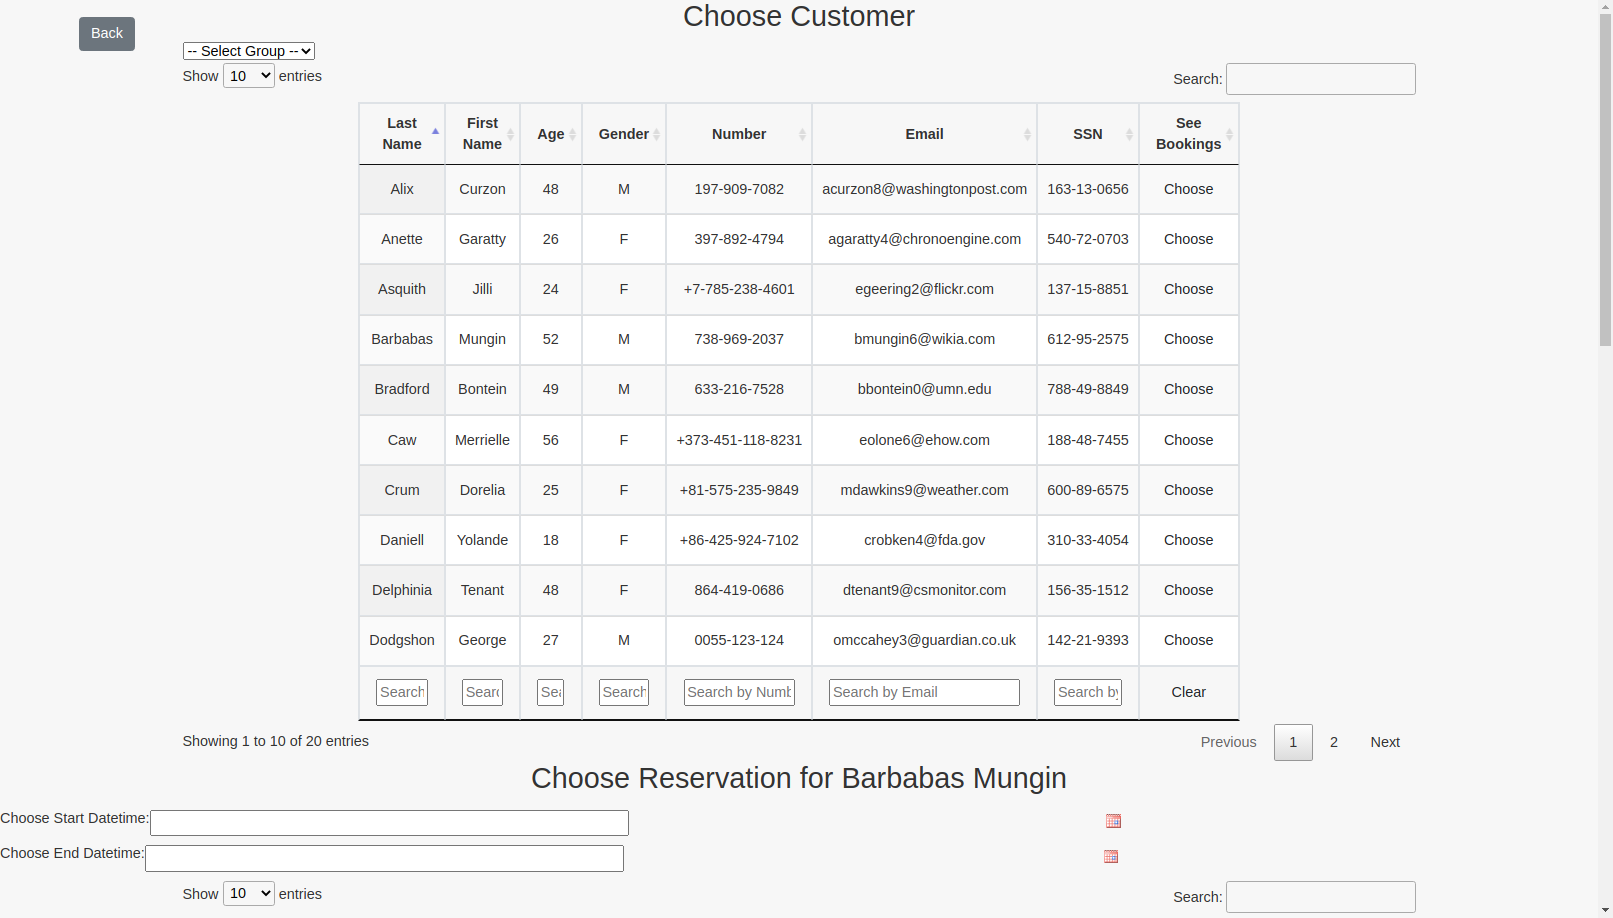 Choose Customer
Back
-- Select Group --
Show 10 entries
Search:
Last Name First Name Age Gender Number Email SSN See Bookings
Alix Curzon 48 M 197-909-7082 acurzon8@washingtonpost.com 163-13-0656 Choose
Anette Garatty 26 F 397-892-4794 agaratty4@chronoengine.com 540-72-0703 Choose
Asquith Jilli 24 F +7-785-238-4601 egeering2@flickr.com 137-15-8851 Choose
Barbabas Mungin 52 M 738-969-2037 bmungin6@wikia.com 612-95-2575 Choose
Bradford Bontein 49 M 633-216-7528 bbontein0@umn.edu 788-49-8849 Choose
Caw Merrielle 56 F +373-451-118-8231 eolone6@ehow.com 188-48-7455 Choose
Crum Dorelia 25 F +81-575-235-9849 mdawkins9@weather.com 600-89-6575 Choose
Daniell Yolande 18 F +86-425-924-7102 crobken4@fda.gov 310-33-4054 Choose
Delphinia Tenant 48 F 864-419-0686 dtenant9@csmonitor.com 156-35-1512 Choose
Dodgshon George 27 M 0055-123-124 omccahey3@guardian.co.uk 142-21-9393 Choose
Search Searc Sea Search Search by Numb Search by Email Search by Clear
Showing 1 to 10 of 20 entries
Previous 1 2 Next
Choose Reservation for Barbabas Mungin
Choose Start Datetime:
Choose End Datetime:
Show 10 entries
Search: